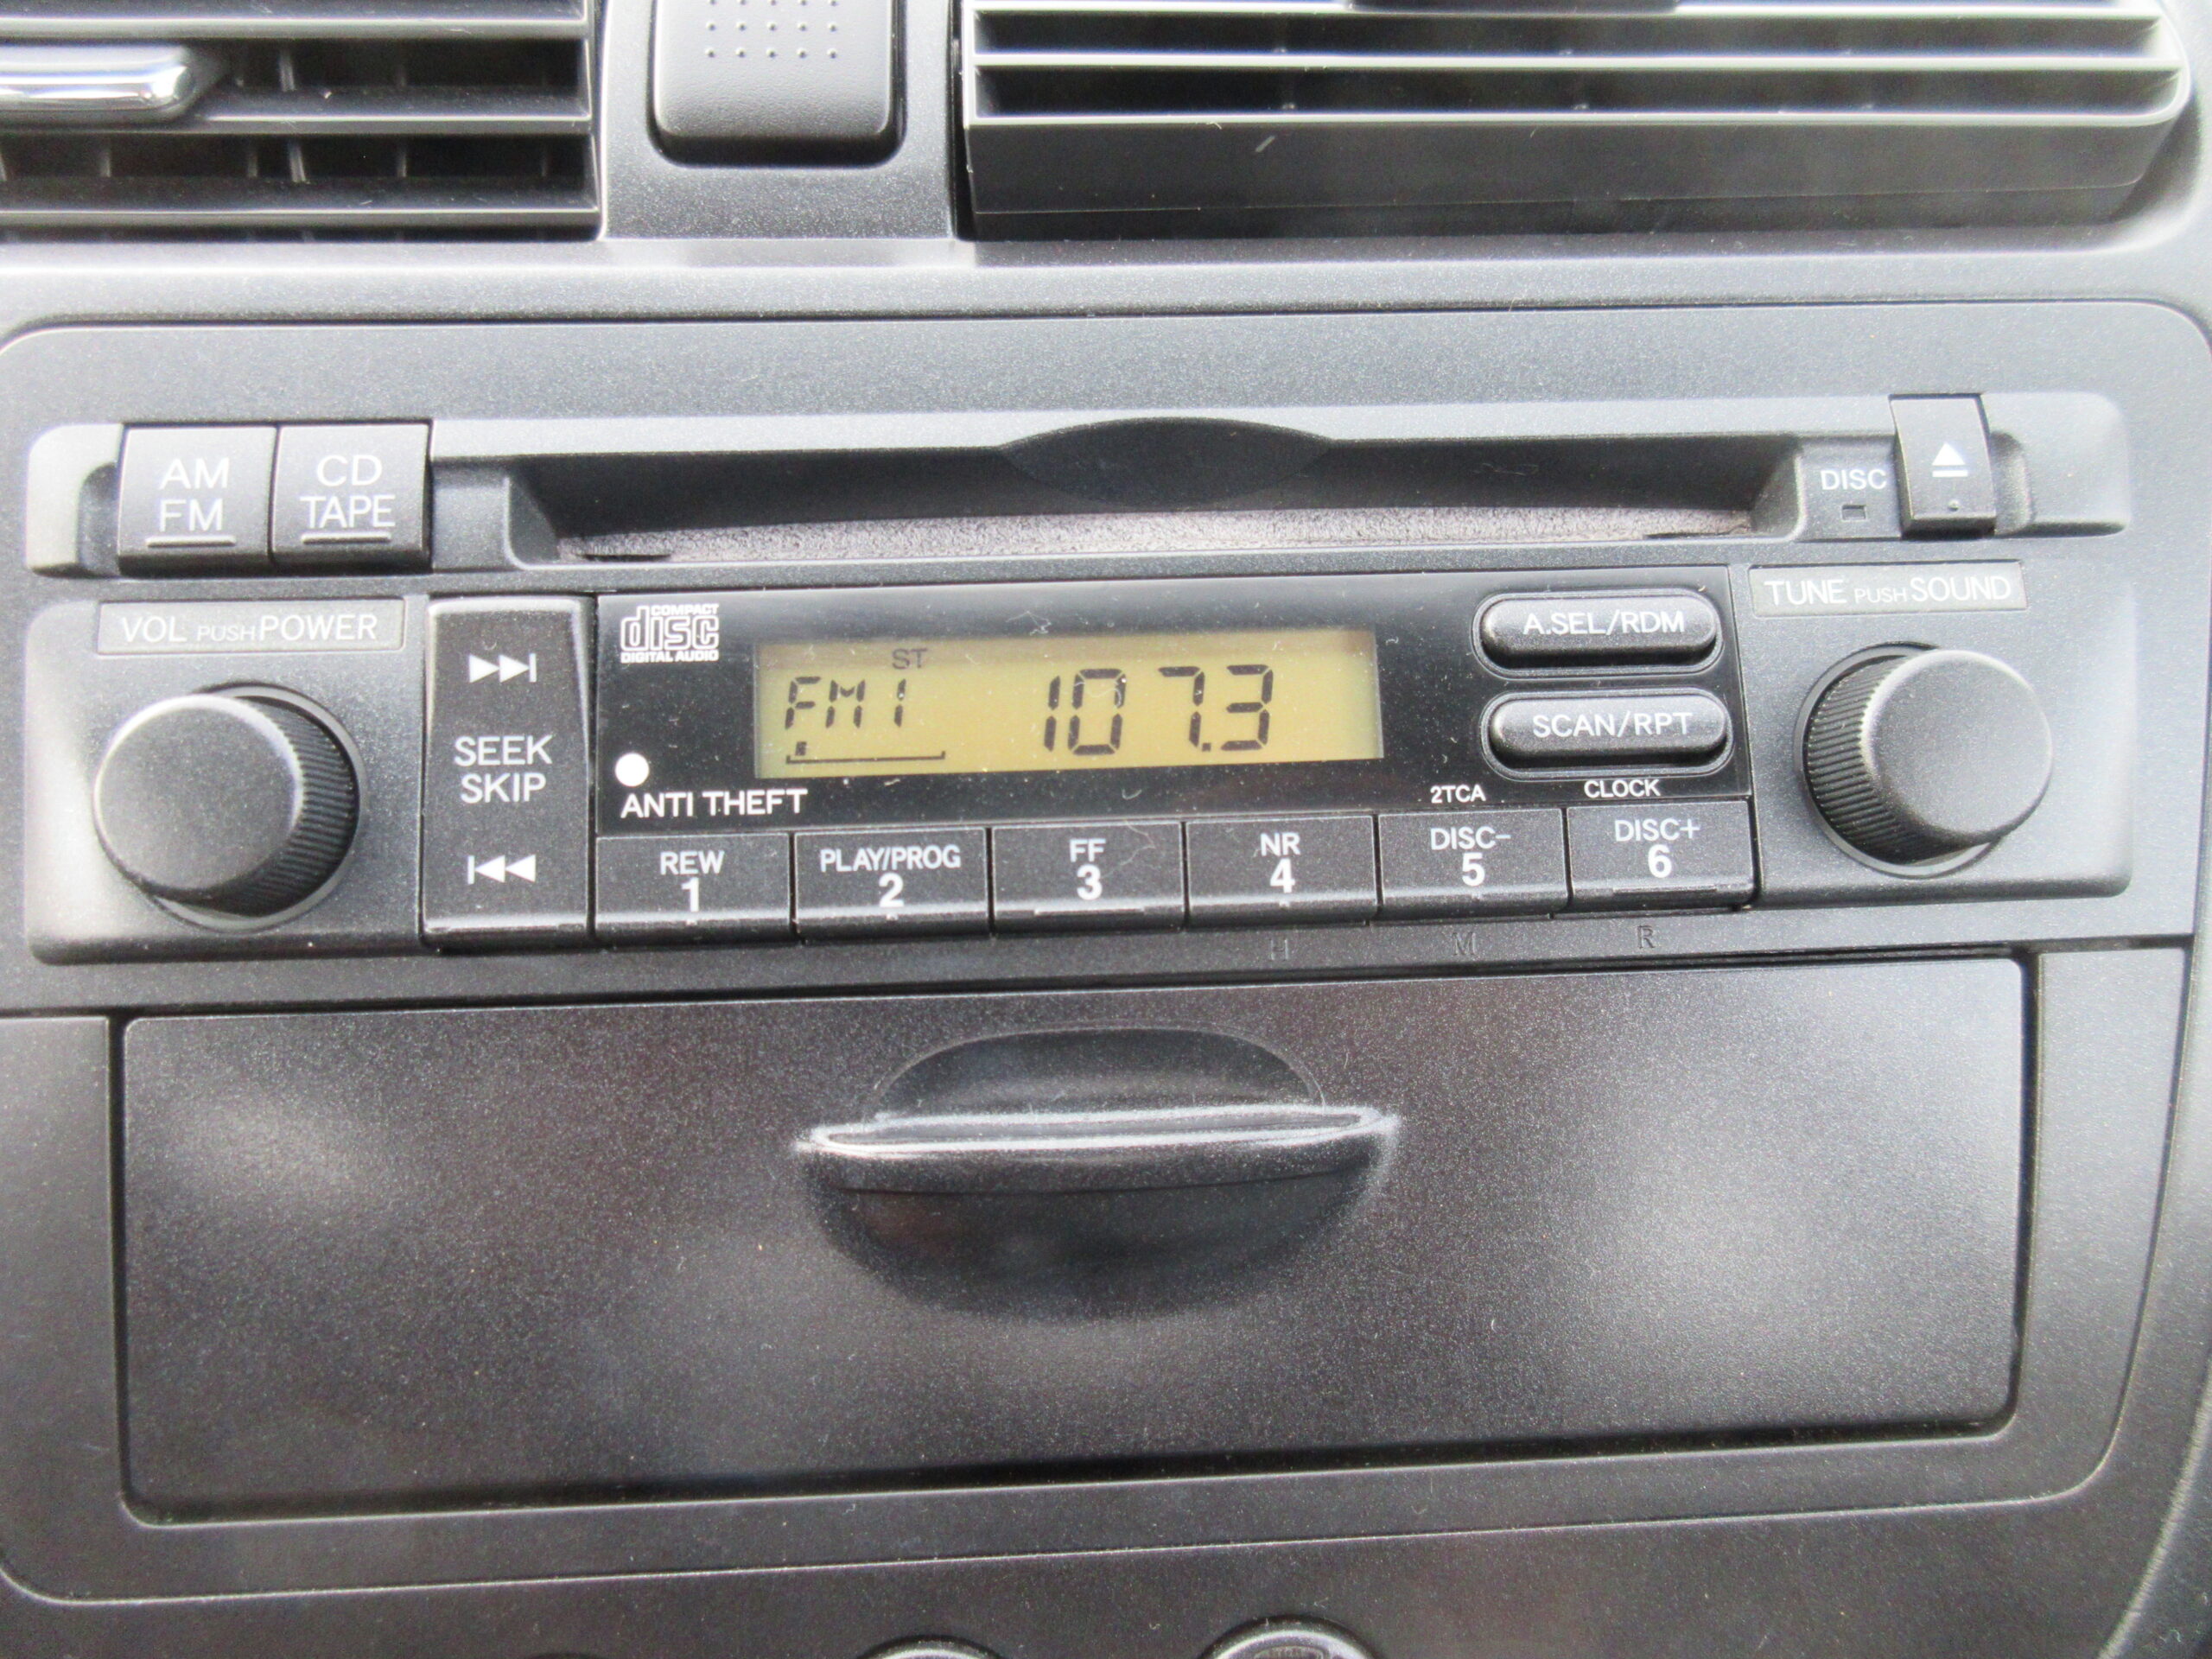 AM
FM
CD
TAPE
DISC
VOL PUSH POWER
TUNE PUSH SOUND
SEEK
SKIP
COMPACT
disc
DIGITAL AUDIO
ST
FM1 107.3
A.SEL/RDM
SCAN/RPT
ANTI THEFT
2TCA
CLOCK
REW
1
PLAY/PROG
2
FF
3
NR
4
DISC-
5
DISC+
6
H
M
R